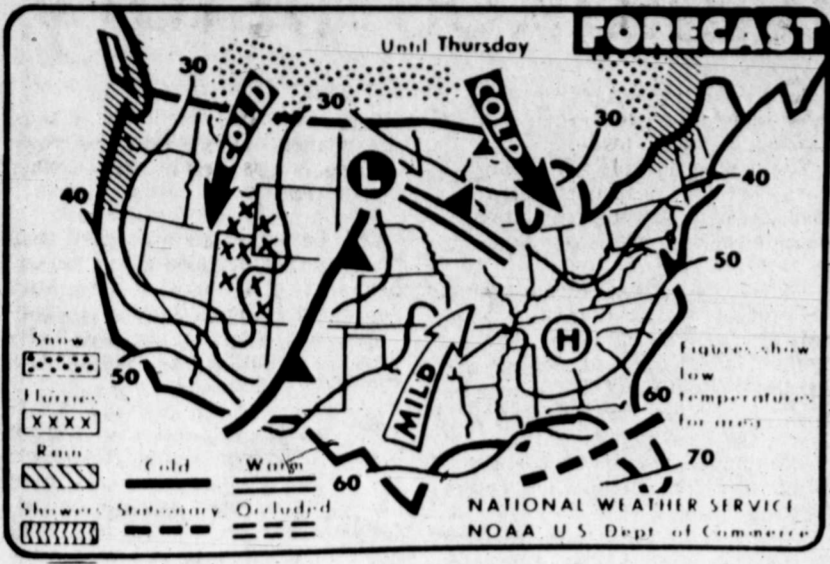 FORECAST
Until Thursday
30
COLD
30
COLD
30
L
40
40
50
H
50
MILD
Snow
Flurries
Rain
Showers
Cold
Warm
Stationary
Occluded
60
Figures show
low
temperatures
for area
60
70
NATIONAL WEATHER SERVICE
NOAA U S Dept of Commerce